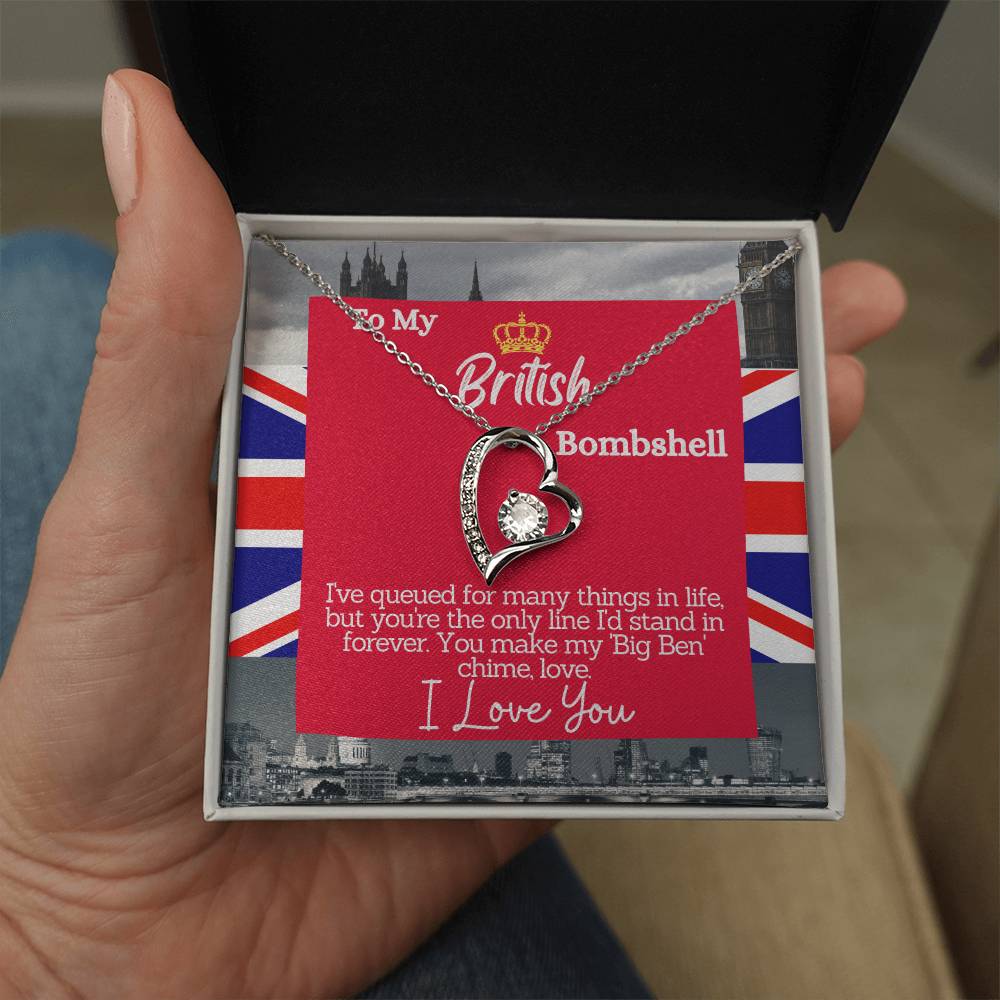 To My
British
Bombshell
I've queued for many things in life,
but you're the only line I'd stand in
forever. You make my 'Big Ben'
chime, love.
I Love You